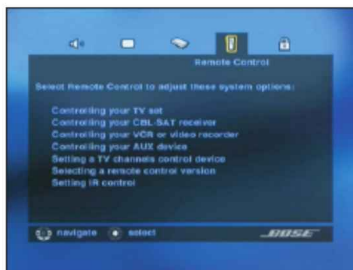 Remote Control
Select Remote Control to adjust these system options:
Controlling your TV set
Controlling your CBL-SAT receiver
Controlling your VCR or video recorder
Controlling your AUX device
Setting a TV channels control device
Selecting a remote control version
Setting IR control
navigate select BOSE